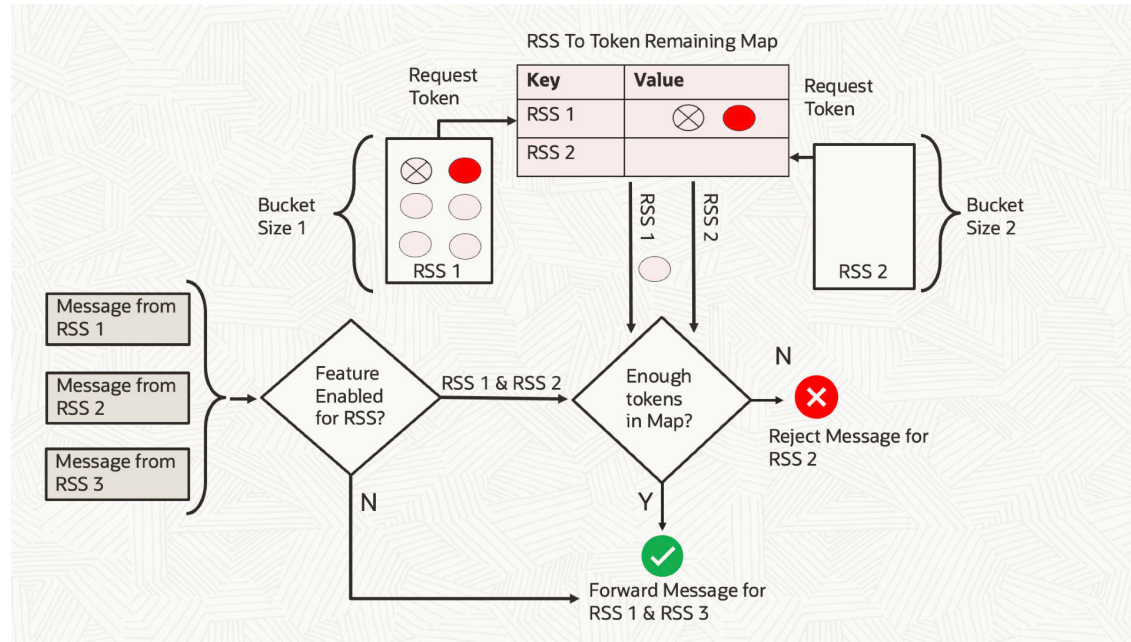 RSS To Token Remaining Map
Request
Token
Key
Value
Request
Token
RSS 1
RSS 2
Bucket
Size 1
RSS 1
RSS 1
RSS 2
RSS 2
Bucket
Size 2
Message from
RSS 1
Message from
RSS 2
Message from
RSS 3
Feature
Enabled
for RSS?
RSS 1 & RSS 2
Enough
tokens
in Map?
N
Reject Message for
RSS 2
N
Y
Forward Message for
RSS 1 & RSS 3